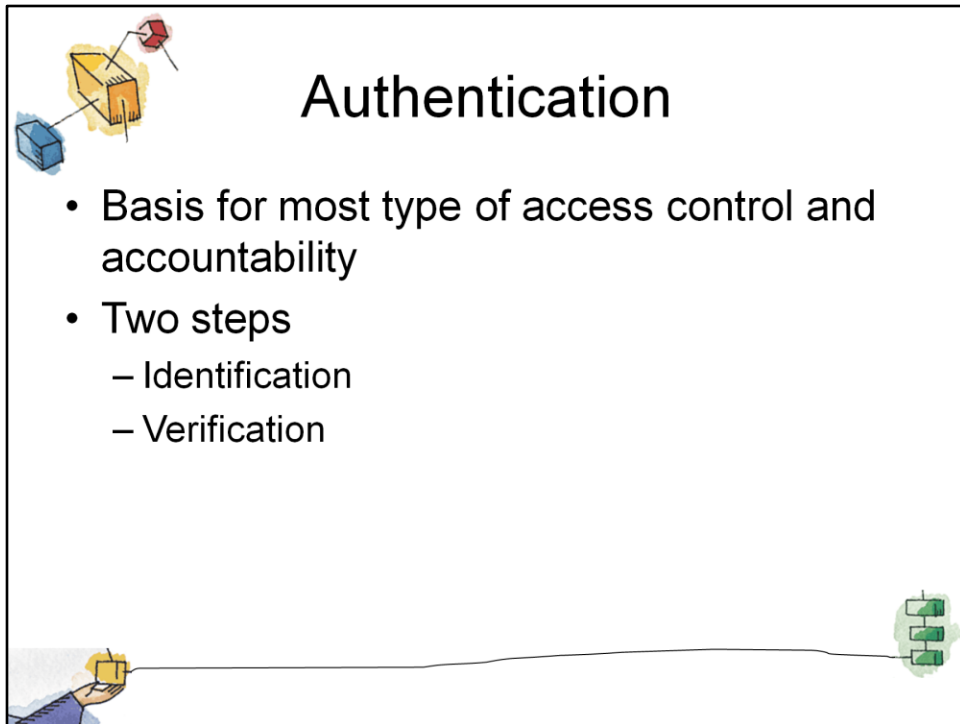 Authentication
• Basis for most type of access control and
accountability
• Two steps
– Identification
– Verification